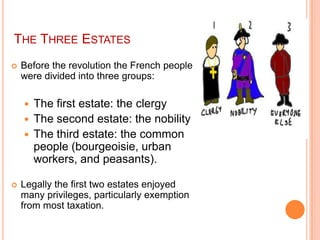 THE THREE ESTATES
Before the revolution the French people
were divided into three groups:
The first estate: the clergy
The second estate: the nobility
The third estate: the common
people (bourgeoisie, urban
workers, and peasants).
Legally the first two estates enjoyed
many privileges, particularly exemption
from most taxation.
1 2 3
CLERGY NOBILITY EVERYONE
ELSE